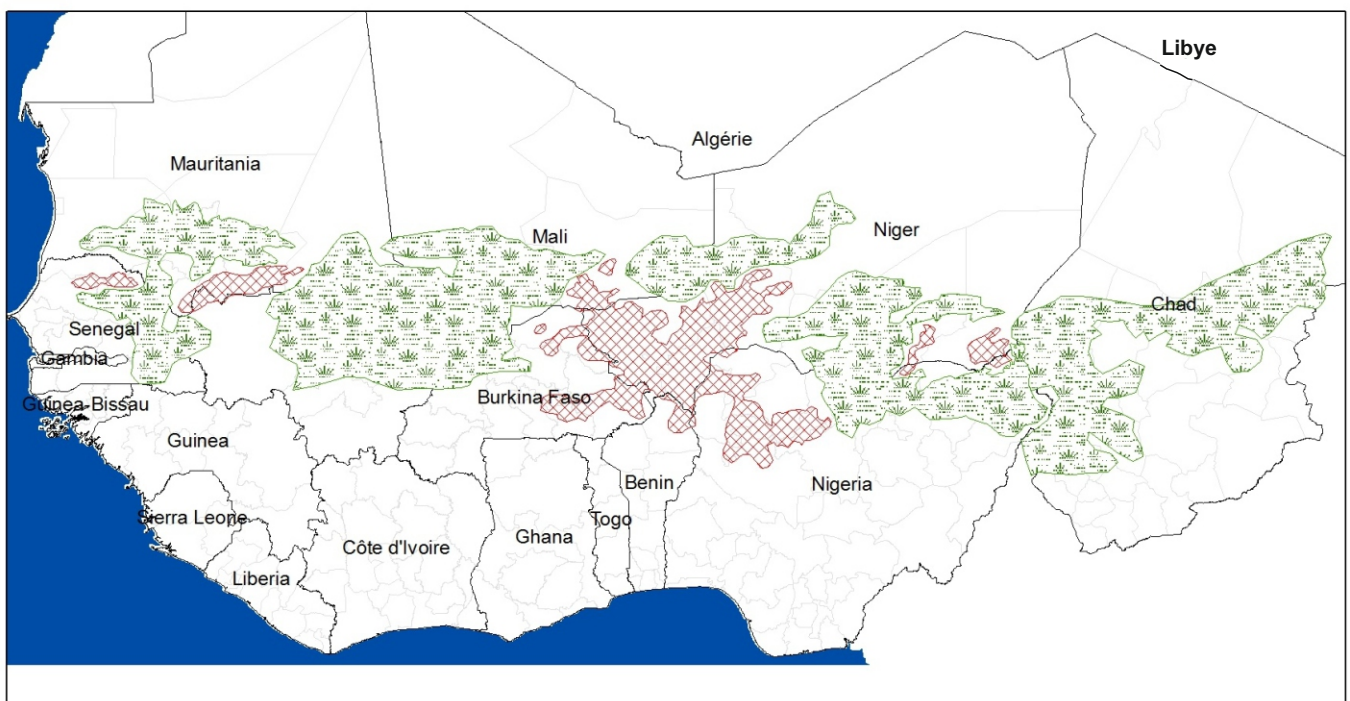 Libye
Algérie
Mauritania
Niger
Mali
Chad
Senegal
Gambia
Burkina Faso
Guinea-Bissau
Guinea
Benin
Nigeria
Sierra Leone
Togo
Ghana
Côte d'Ivoire
Liberia